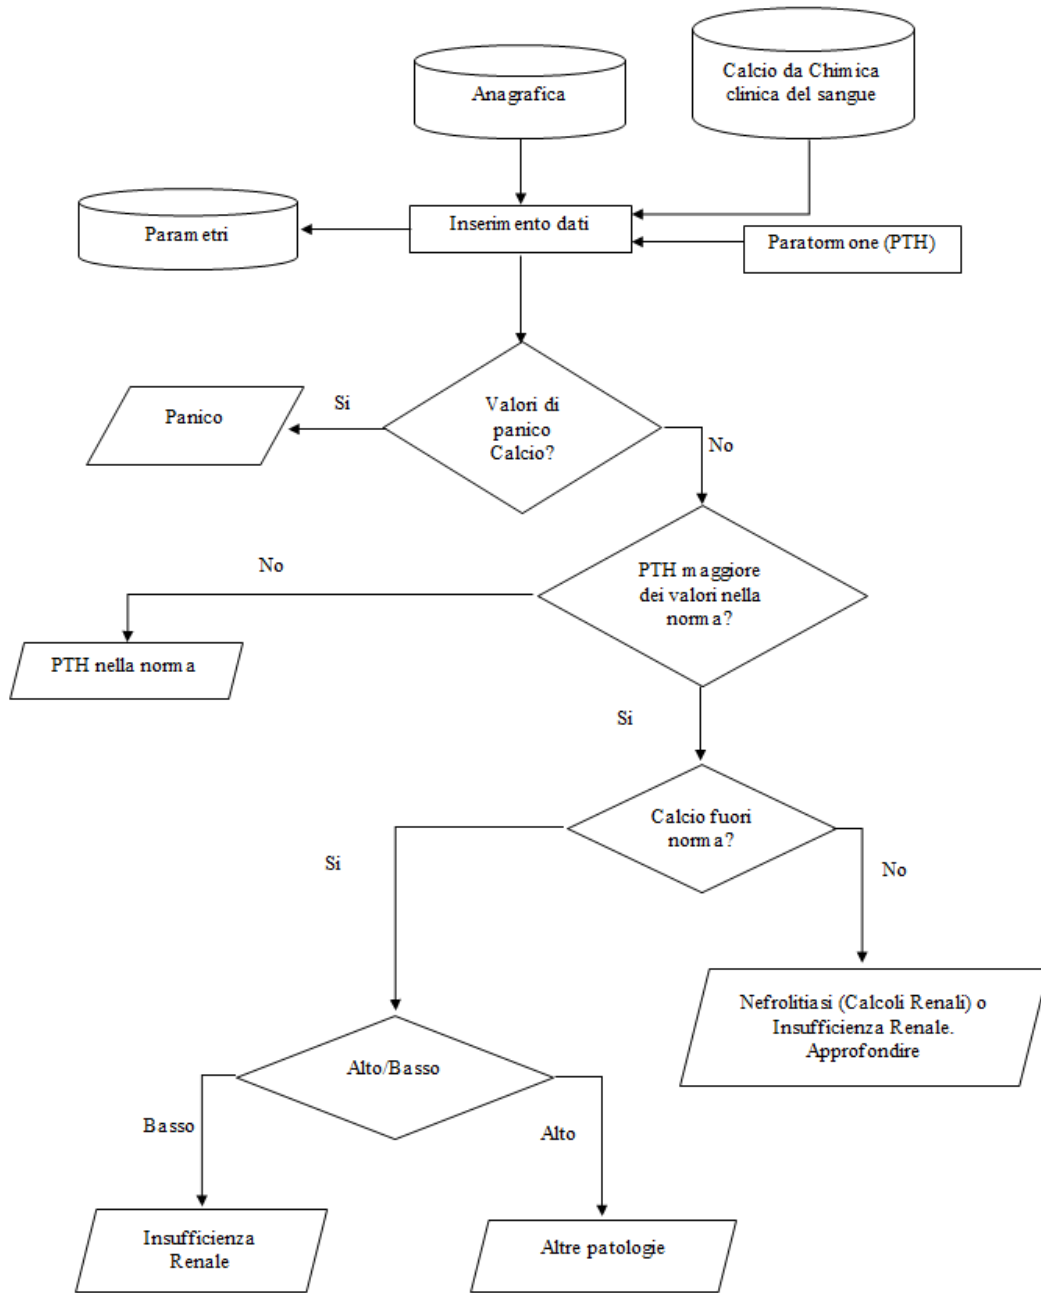 Anagrafica
Calcio da Chimica
clinica del sangue
Parametri
Inserimento dati
Paratormone (PTH)
Panico
Si
Valori di
panico
Calcio?
No
No
PTH maggiore
dei valori nella
norma?
PTH nella norma
Si
Calcio fuori
norma?
Si
No
Nefrolitiasi (Calcoli Renali) o
Insufficienza Renale.
Approfondire
Alto/Basso
Basso
Alto
Insufficienza
Renale
Altre patologie